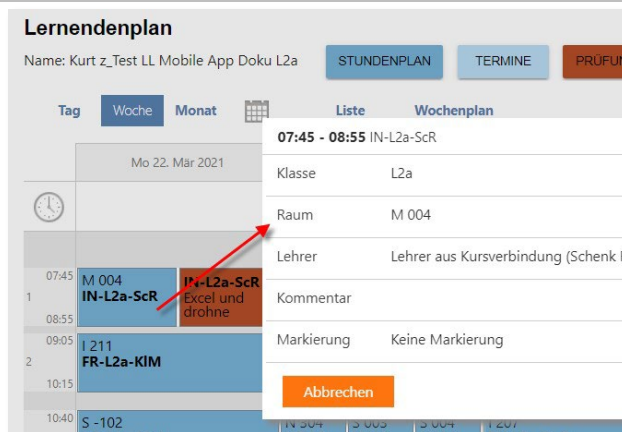 Lernendenplan
Name: Kurt z_Test LL Mobile App Doku L2a
STUNDENPLAN
TERMINE
Tag
Woche
Monat
Liste
Wochenplan
Mo 22. Mär 2021
07:45 - 08:55 IN-L2a-ScR
Klasse L2a
Raum M 004
Lehrer Lehrer aus Kursverbindung (Schenk
Kommentar
Markierung Keine Markierung
Abbrechen
07:45
1
08:55
M 004
IN-L2a-ScR
IN-L2a-ScR
Excel und
drohne
09:05
2
10:15
I 211
FR-L2a-KlM
10:40
S -102
N 304
S 003
S 004
I 207